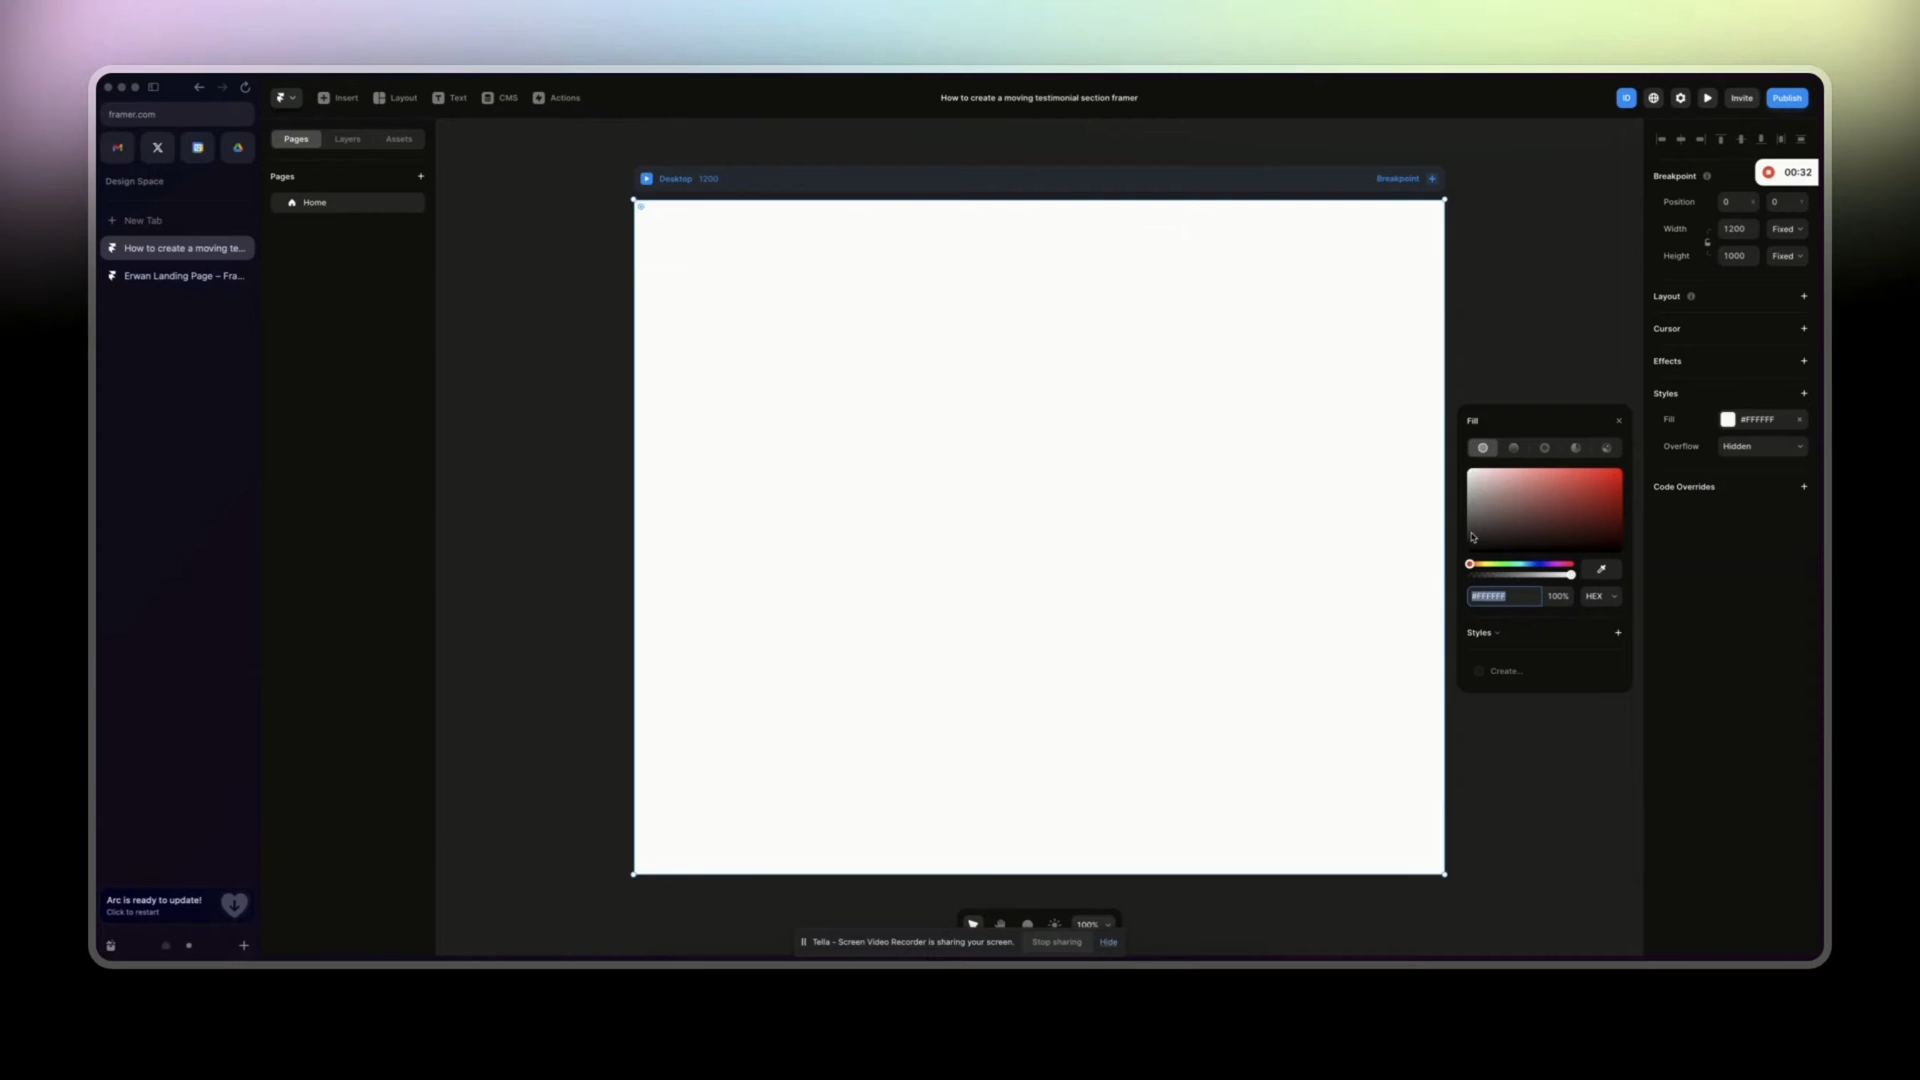 framer.com
Design Space
New Tab
How to create a moving te...
Erwan Landing Page – Fra...
Arc is ready to update!
Click to restart
Insert
Layout
Text
CMS
Actions
How to create a moving testimonial section framer
ID
Invite
Publish
Pages
Layers
Assets
Pages
Home
Desktop 1200
Breakpoint
Breakpoint
00:32
Position
0
X
0
Y
Width
1200
Fixed
Height
1000
Fixed
Layout
Cursor
Effects
Styles
Fill
#FFFFFF
Overflow
Hidden
Code Overrides
Fill
#FFFFFF
100%
HEX
Styles
Create...
100%
Tella - Screen Video Recorder is sharing your screen.
Stop sharing
Hide